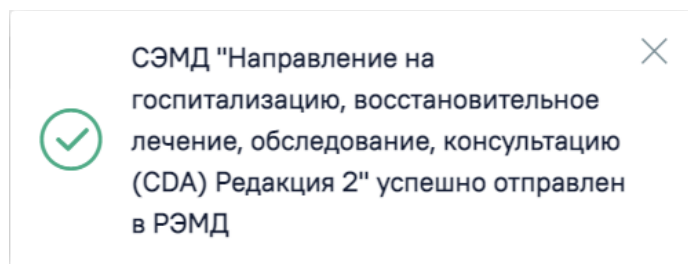 СЭМД "Направление на
госпитализацию, восстановительное
лечение, обследование, консультацию
(CDA) Редакция 2" успешно отправлен
в РЭМД